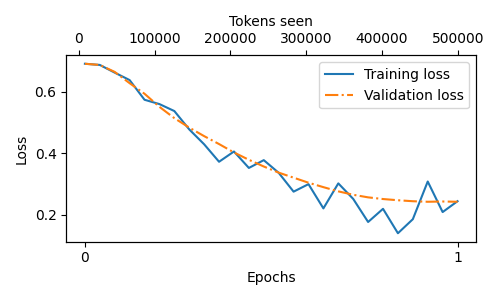 Tokens seen
0 100000 200000 300000 400000 500000
Training loss
Validation loss
0.6
0.4
0.2
Loss
0 1
Epochs